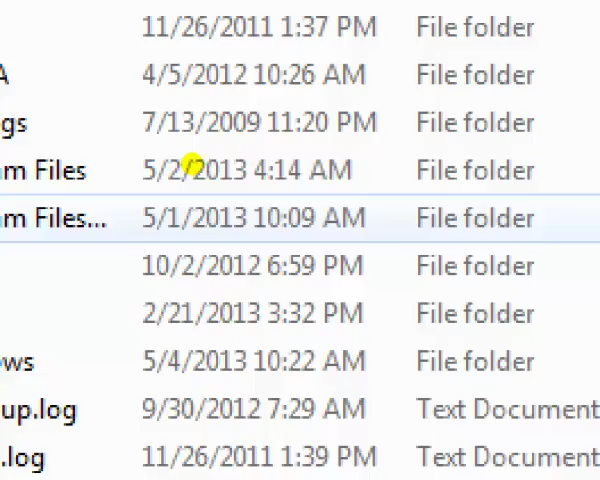 11/26/2011 1:37 PM File folder
A 4/5/2012 10:26 AM File folder
gs 7/13/2009 11:20 PM File folder
am Files 5/2/2013 4:14 AM File folder
am Files... 5/1/2013 10:09 AM File folder
10/2/2012 6:59 PM File folder
2/21/2013 3:32 PM File folder
ows 5/4/2013 10:22 AM File folder
up.log 9/30/2012 7:29 AM Text Document
.log 11/26/2011 1:39 PM Text Document